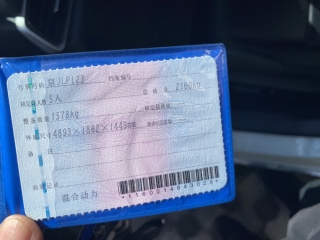 号牌号码 京JLP123 档案编号
核定载人数 5人 总质量 2160kg
整备质量 1578kg 核定载质量
外廓尺寸 4893×1862×1449mm 准牵引总质量
备 注
检验记录
混合动力